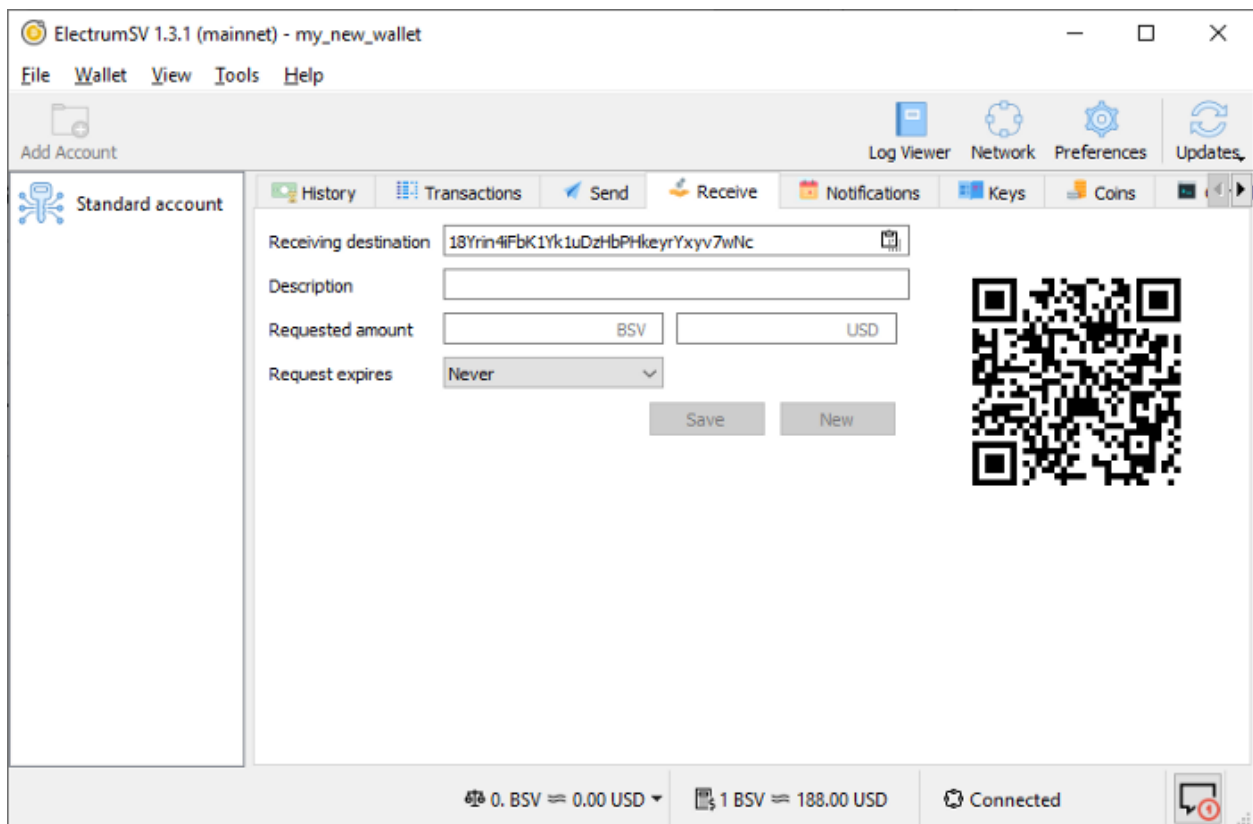 ElectrumSV 1.3.1 (mainnet) - my_new_wallet
File Wallet View Tools Help
Add Account Log Viewer Network Preferences Updates
Standard account
History Transactions Send Receive Notifications Keys Coins
Receiving destination 18Yrin4iFbK1Yk1uDzHbPHkeyrYxyv7wNc
Description
Requested amount BSV USD
Request expires Never
Save New
0. BSV ≈ 0.00 USD 1 BSV ≈ 188.00 USD Connected